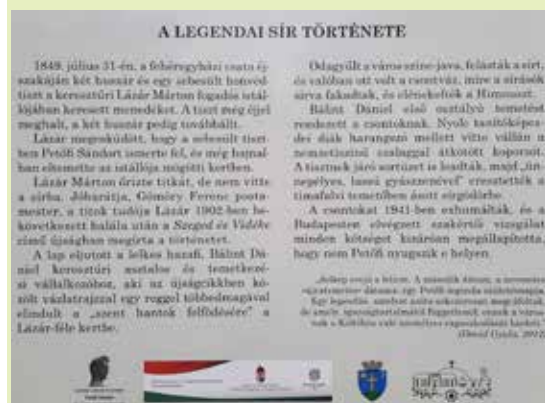 A LEGENDAI SÍR TÖRTÉNETE
1849. július 31-én, a fehéregyházi csata éj-
szakáján két huszár és egy sebesült honvéd
tiszt a keresztúri Lázár Márton fogadós istál-
lójában keresett menedéket. A tiszt még éjjel
meghalt, a két huszár pedig továbbállt.
Lázár megesküdött, hogy a sebesült tiszt-
ben Petőfi Sándort ismerte fel, és még hajnal-
ban eltemette az istállója mögötti kertben.
Lázár Márton őrizte titkát, de nem vitte
a sírba. Jóbarátja, Gömöry Ferenc posta-
mester, a titok tudója Lázár 1902-ben be-
következett halála után a Szeged és Vidéke
című újságban megírta a történetet.
A lap eljutott a lelkes hazafi, Bálint Dá-
niel keresztúri asztalos és temetkezé-
si vállalkozóhoz, aki az újságcikkben kö-
zölt vázlatrajzzal egy reggel többedmagával
elindult a „szent hantok felfödésére” a
Lázár-féle kertbe.
Odagyűlt a város színe-java, felásták a sírt,
és valóban ott volt a csontváz, mire a sírásók
sírva fakadtak, és elénekelték a Himnuszt.
Bálint Dániel első osztályú temetést
rendezett a csontoknak. Nyolc tanítóképez-
dei diák harangszó mellett vitte vállán a
nemzetiszínű szalaggal átkötött koporsót.
A tisztnek járó sortüzet is leadták, majd „ün-
nepélyes, lassú gyászzenével” eresztették a
timafalvi temetőben ásott sírgödörbe.
A csontokat 1941-ben exhumálták, és a
Budapesten elvégzett szakértői vizsgálat
minden kétséget kizáróan megállapította,
hogy nem Petőfi nyugszik e helyen.